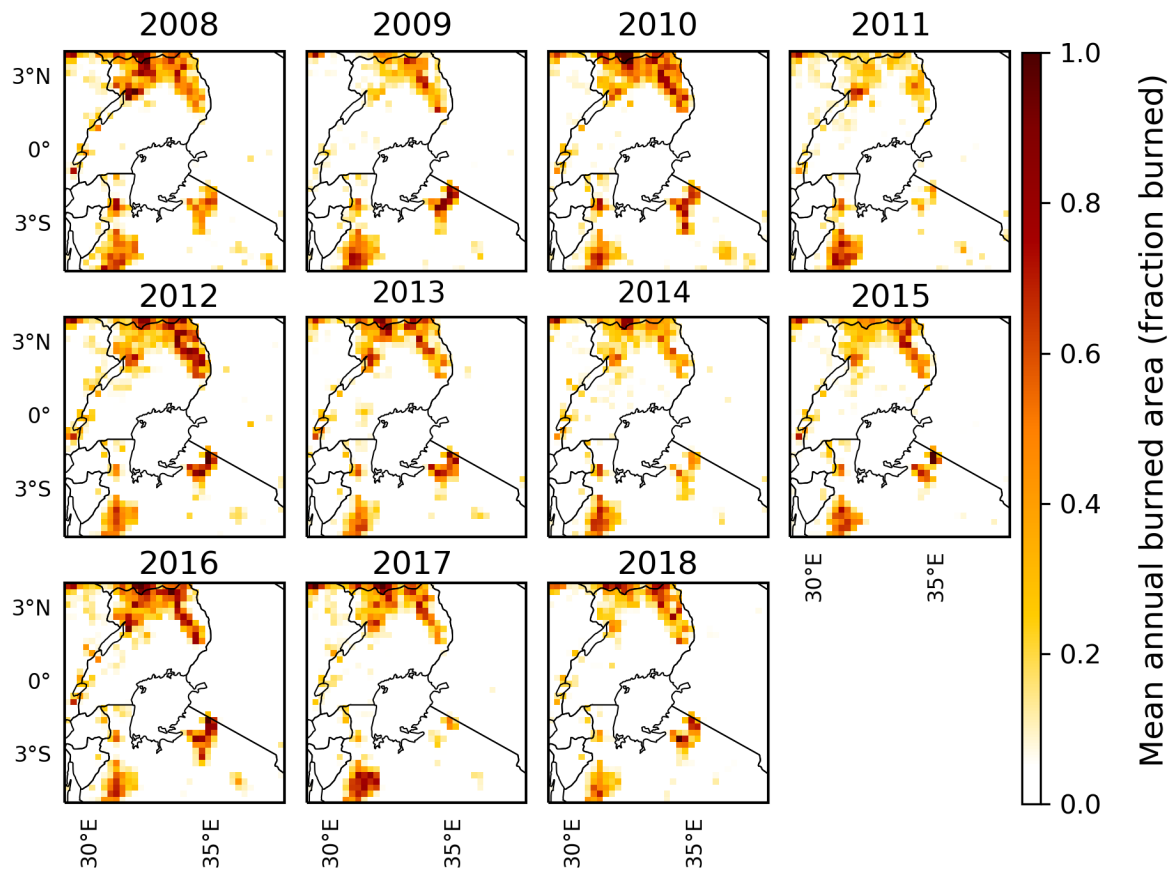 2008 2009 2010 2011
3°N
0°
3°S
2012 2013 2014 2015
3°N
0°
3°S
30°E 35°E
2016 2017 2018
3°N
0°
3°S
30°E 35°E 30°E 35°E 30°E 35°E
1.0
0.8
0.6
0.4
0.2
0.0
Mean annual burned area (fraction burned)